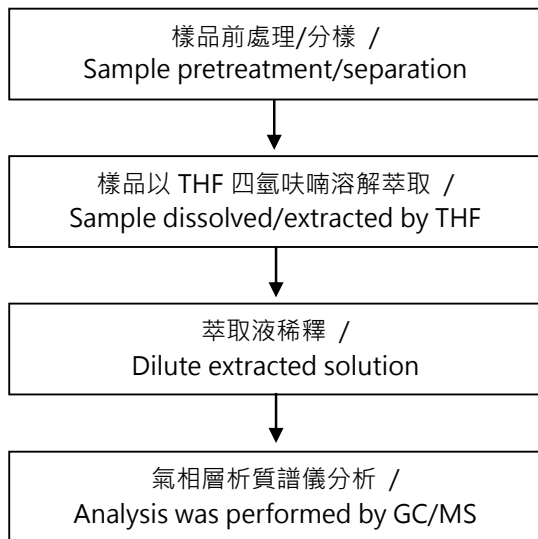 樣品前處理/分樣 /
Sample pretreatment/separation
樣品以 THF 四氫呋喃溶解萃取 /
Sample dissolved/extracted by THF
萃取液稀釋 /
Dilute extracted solution
氣相層析質譜儀分析 /
Analysis was performed by GC/MS